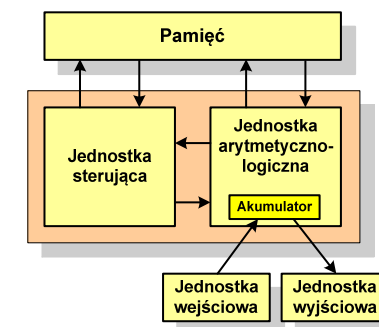 Pamięć
Jednostka
sterująca
Jednostka
arytmetyczno-
logiczna
Akumulator
Jednostka
wejściowa
Jednostka
wyjściowa